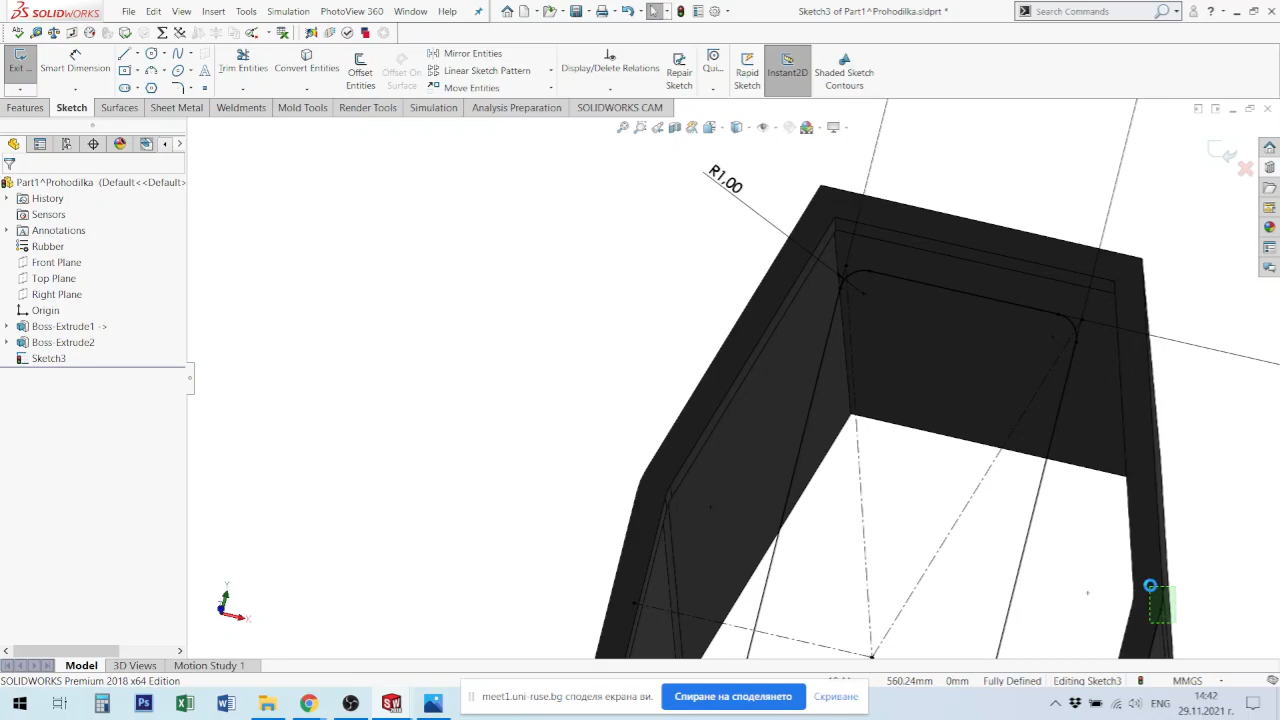 SOLIDWORKS File Edit View Insert Tools Simulation PhotoView 360 Window Help Sketch3 of Part1^Prohodilka.sldprt * Search Commands
Exit ... art Dimension Trim Entities Convert Entities Offset Entities Offset On Surface Mirror Entities Linear Sketch Pattern Move Entities Display/Delete Relations Repair Sketch Qui... Rapid Sketch Instant2D Shaded Sketch Contours
Features Sketch Surfaces Sheet Metal Weldments Mold Tools Render Tools Simulation Analysis Preparation SOLIDWORKS CAM
Part1^Prohodilka (Default<<Default>
History
Sensors
Annotations
Rubber
Front Plane
Top Plane
Right Plane
Origin
Boss-Extrude1 ->
Boss-Extrude2
Sketch3
R1,00
Y
X
Model 3D Views Motion Study 1
SOLIDWORKS Premium 2018 x64 Edition 560.24mm 0mm Fully Defined Editing Sketch3 MMGS
meet1.uni-ruse.bg споделя екрана ви. Спиране на споделянето Скриване
ENG 14:42
29.11.2021 г.